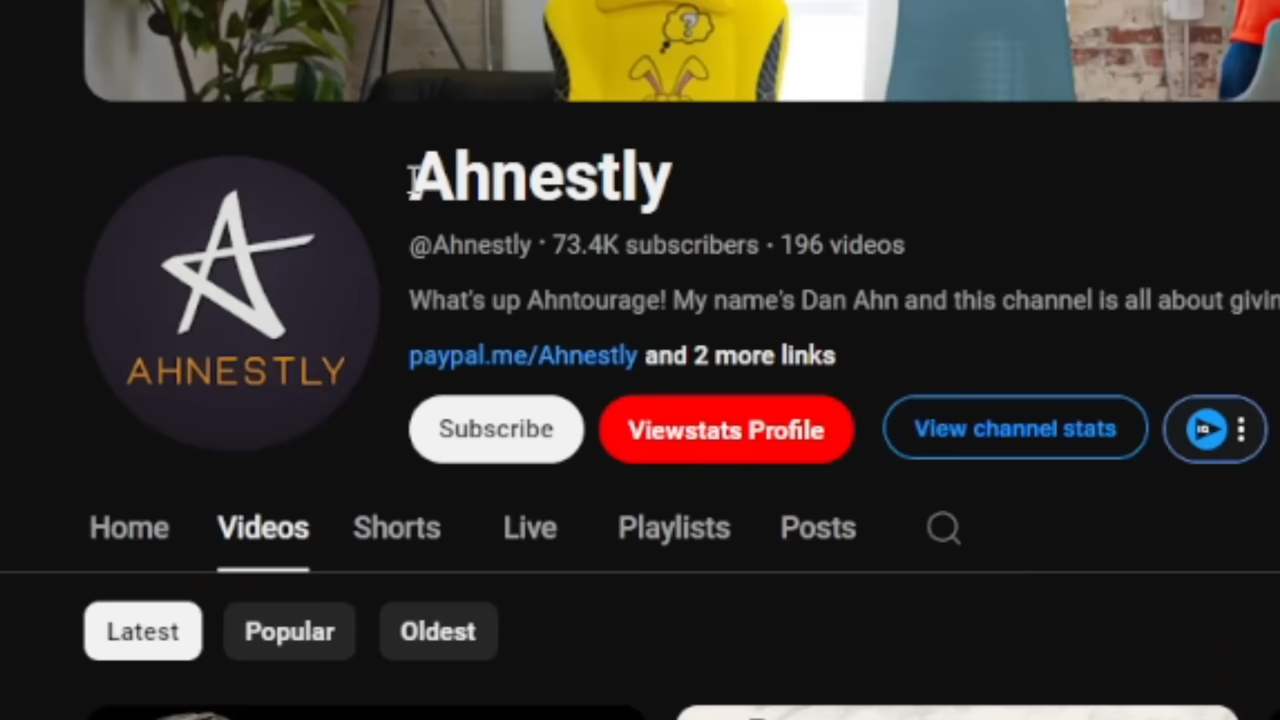 ?
Ahnestly
AHNESTLY
@Ahnestly · 73.4K subscribers · 196 videos
What's up Ahntourage! My name's Dan Ahn and this channel is all about
paypal.me/Ahnestly and 2 more links
Subscribe Viewstats Profile View channel stats
Home Videos Shorts Live Playlists Posts
Latest Popular Oldest